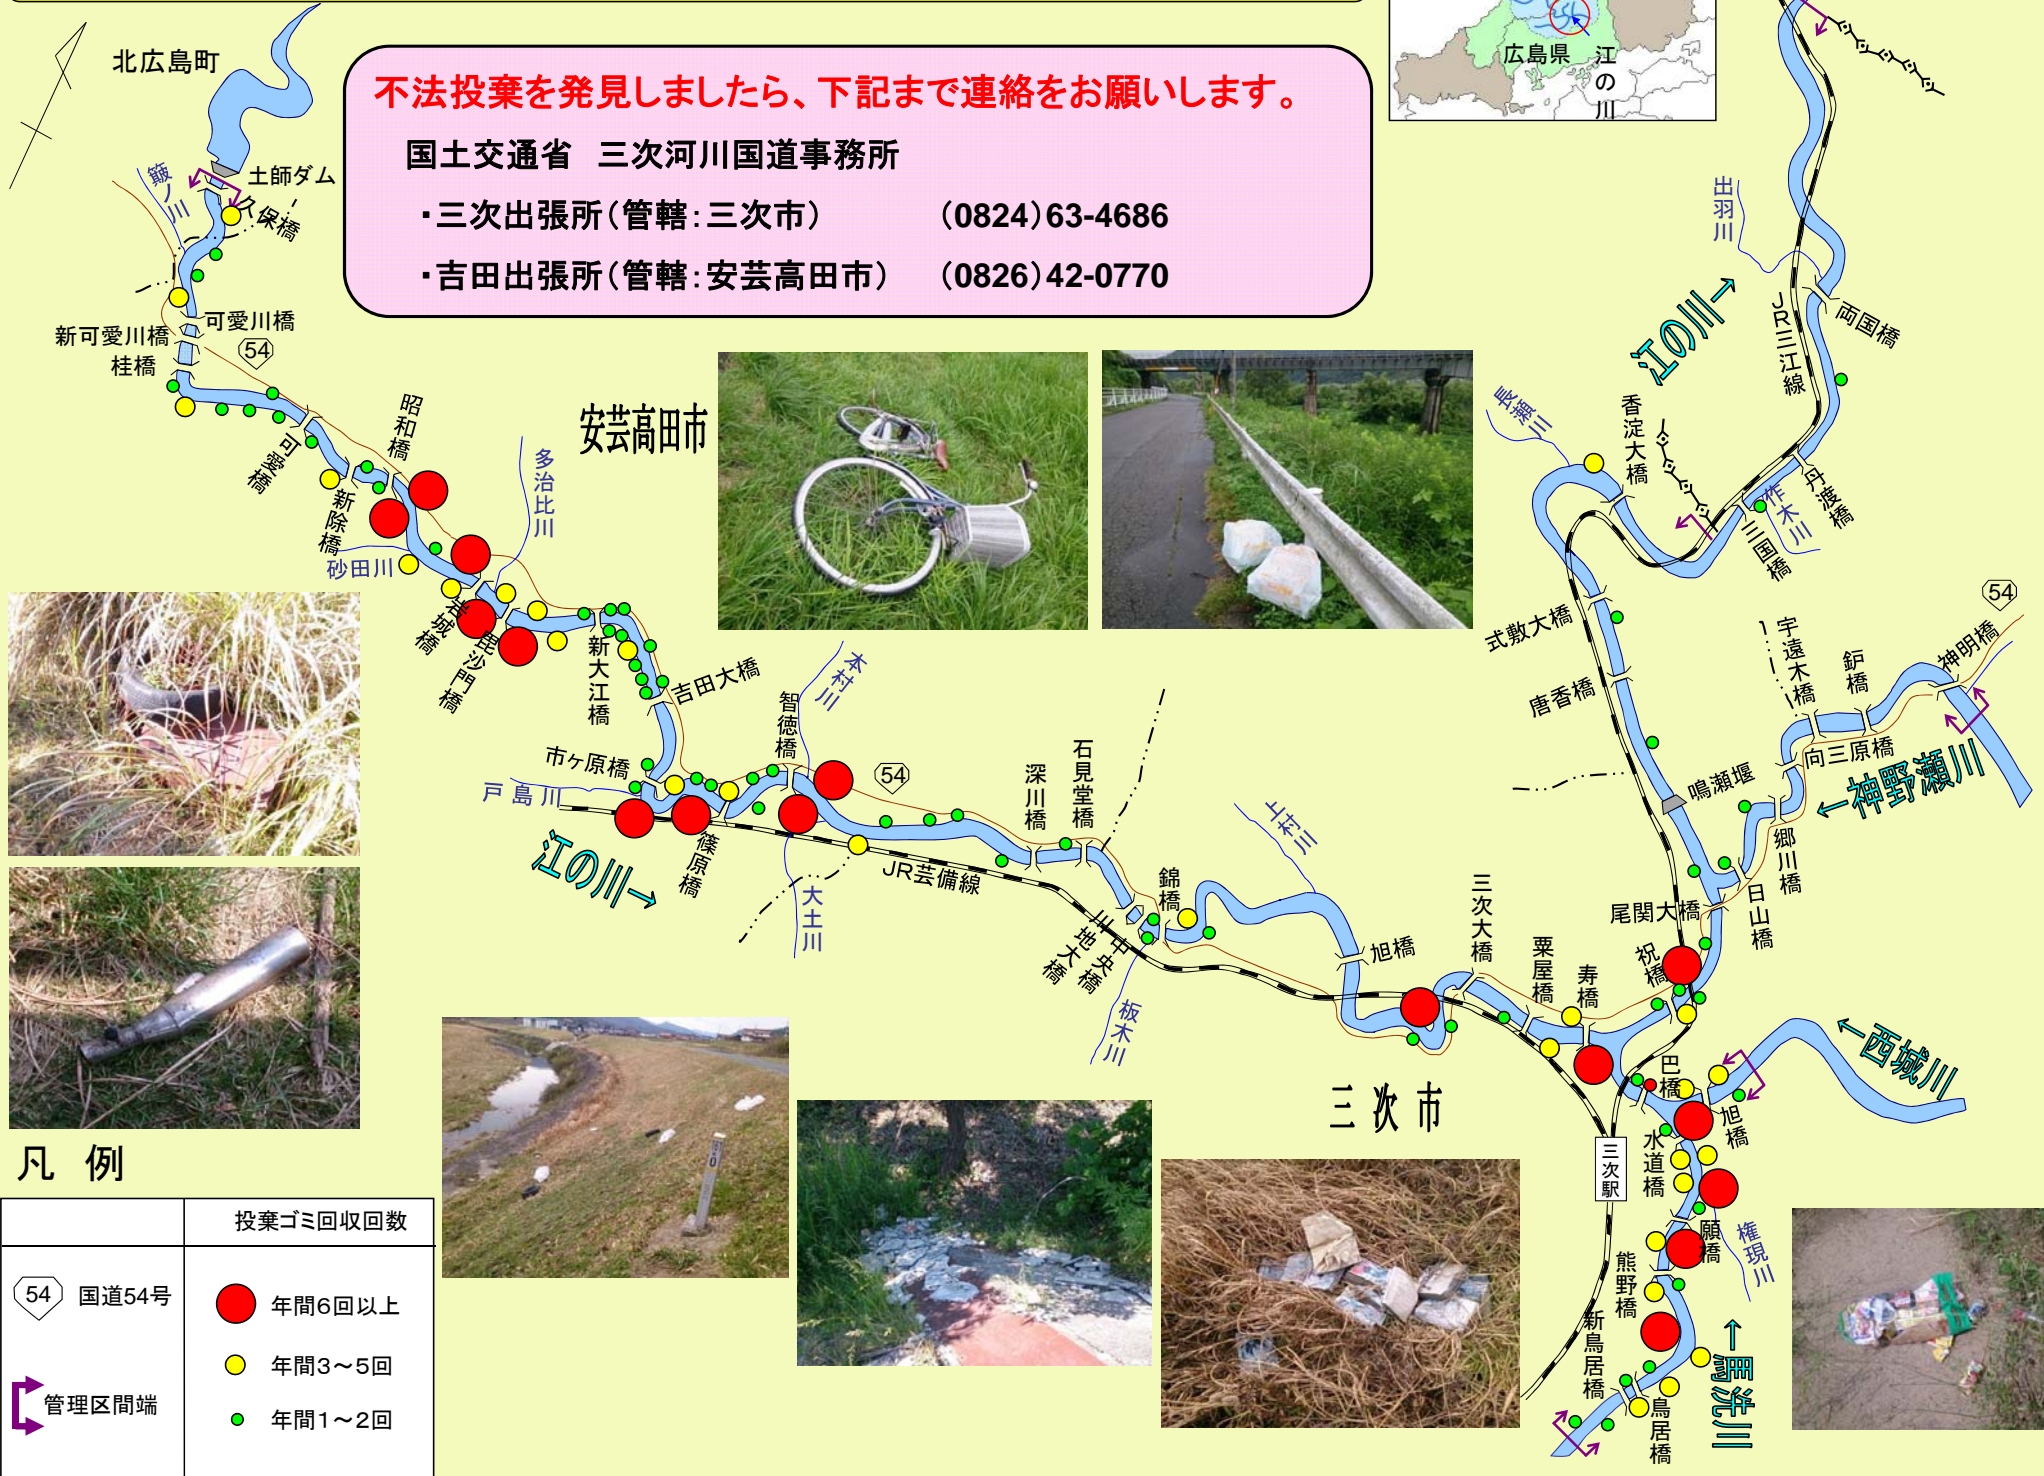 北広島町
不法投棄を発見しましたら、下記まで連絡をお願いします。
国土交通省　三次河川国道事務所
・三次出張所（管轄：三次市）　（0824）63-4686
・吉田出張所（管轄：安芸高田市）　（0826）42-0770
広島県
江の川
土師ダム
簸ノ川
久保橋
可愛川橋
新可愛川橋
桂橋
54
昭和橋
可愛橋
新除橋
砂田川
多治比川
安芸高田市
岩城橋
毘沙門橋
新大江橋
吉田大橋
市ヶ原橋
戸島川
江の川→
篠原橋
智徳橋
本村川
54
大土川
JR芸備線
深川橋
石見堂橋
錦橋
川地大橋
中央橋
板木川
上村川
旭橋
三次大橋
粟屋橋
寿橋
祝橋
尾関大橋
三次市
出羽川
江の川→
JR三江線
両国橋
長瀬川
香淀大橋
丹渡橋
作木川
三国橋
式敷大橋
唐香橋
鳴瀬堰
54
宇遠木橋
鈩橋
神明橋
向三原橋
←神野瀬川
郷川橋
日山橋
巴橋
←西城川
旭橋
水道橋
三次駅
願橋
権現川
熊野橋
新鳥居橋
鳥居橋
←馬洗川
凡　例
投棄ゴミ回収回数
54　国道54号
年間6回以上
年間3～5回
管理区間端
年間1～2回